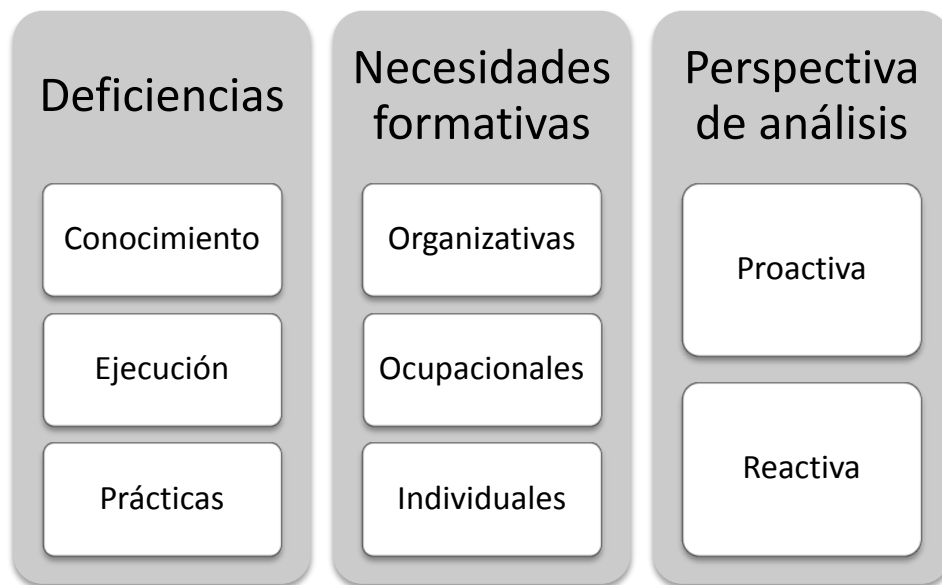 Deficiencias
Conocimiento
Ejecución
Prácticas
Necesidades
formativas
Organizativas
Ocupacionales
Individuales
Perspectiva
de análisis
Proactiva
Reactiva